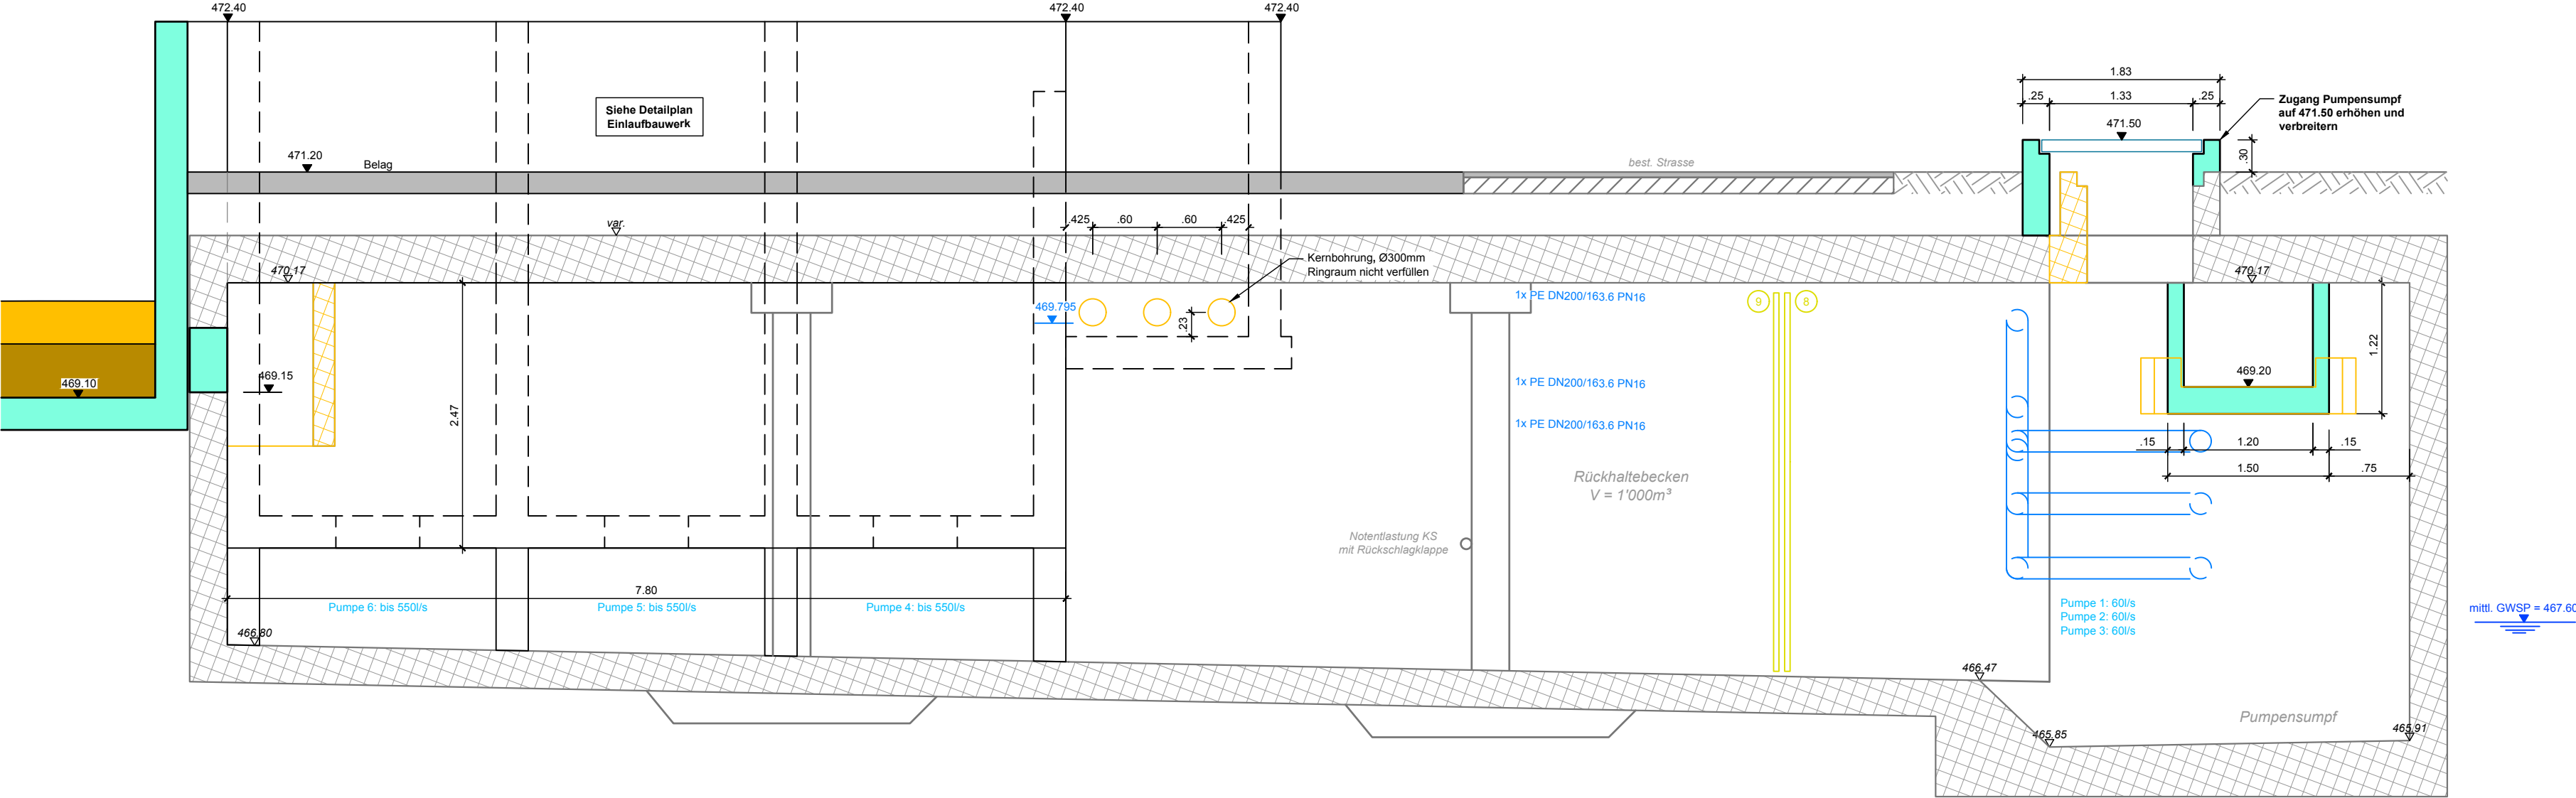 472.40
472.40
472.40
Siehe Detailplan
Einlaufbauwerk
471.20
Belag
best. Strasse
1.83
.25
1.33
.25
471.50
Zugang Pumpensumpf
auf 471.50 erhöhen und
verbreitern
.30
var.
.425
.60
.60
.425
Kernbohrung, Ø300mm
Ringraum nicht verfüllen
470.17
470.17
469.795
.23
1x PE DN200/163.6 PN16
9
8
1x PE DN200/163.6 PN16
1x PE DN200/163.6 PN16
469.10
469.15
2.47
469.20
1.22
.15
1.20
.15
1.50
.75
Rückhaltebecken
V = 1'000m³
Notentlastung KS
mit Rückschlagklappe
7.80
Pumpe 6: bis 550l/s
Pumpe 5: bis 550l/s
Pumpe 4: bis 550l/s
Pumpe 1: 60l/s
Pumpe 2: 60l/s
Pumpe 3: 60l/s
mittl. GWSP = 467.60
466.80
466.47
Pumpensumpf
465.85
465.91